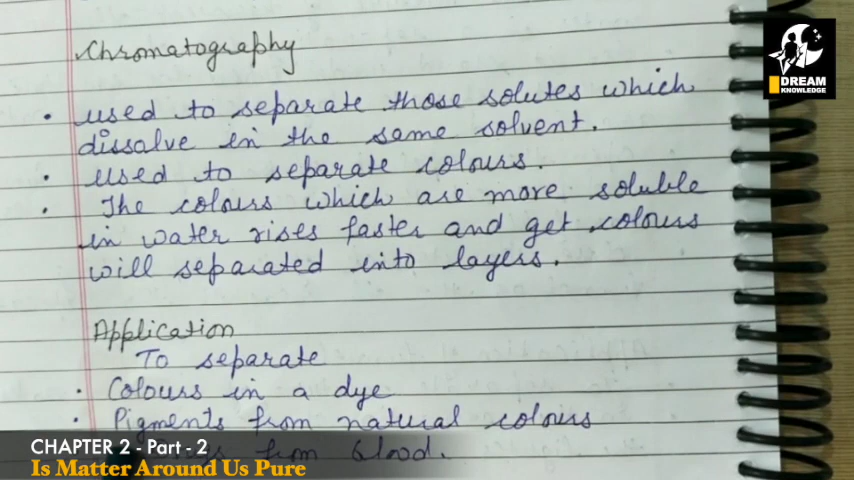 Chromatography
DREAM
KNOWLEDGE
• used to separate those solutes which
dissalve in the same solvent.
• used to separate colours.
• The colours which are more soluble
in water rises faster and get colours
will separated into layers.
Application
To separate
• Colours in a dye
• Pigments from natural colours
from blood.
CHAPTER 2 - Part - 2
Is Matter Around Us Pure